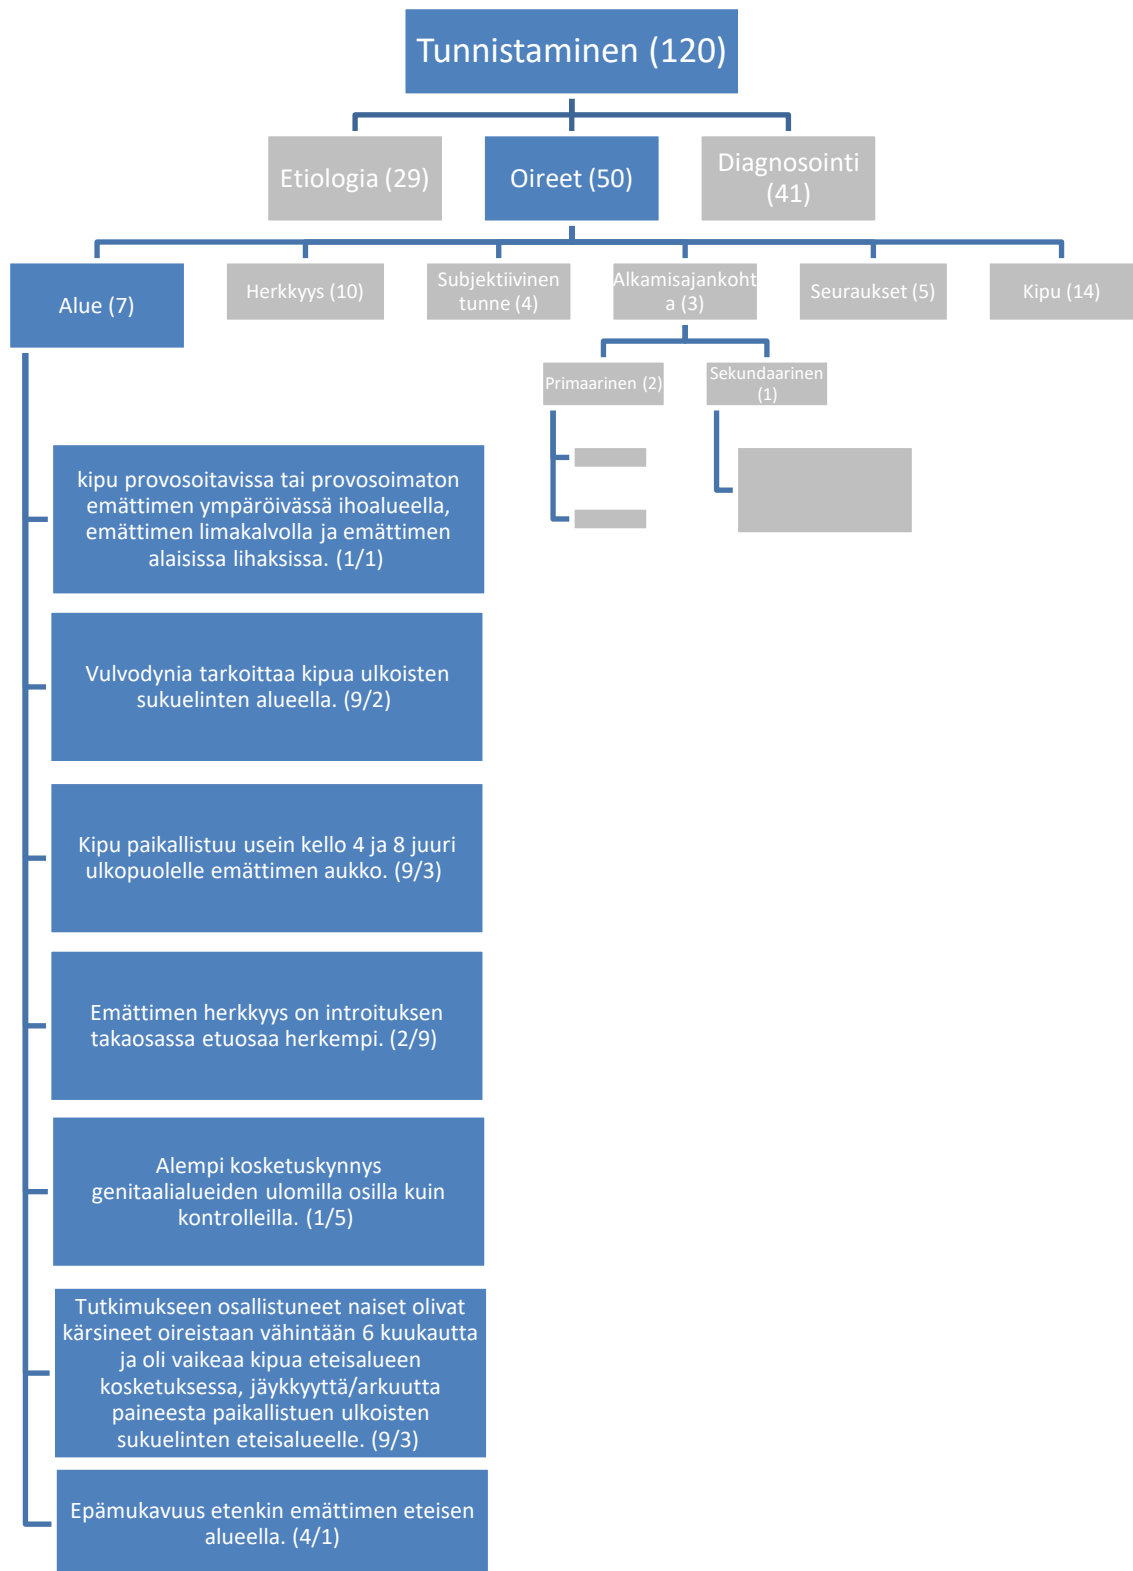 Tunnistaminen (120)
Etiologia (29)
Oireet (50)
Diagnosointi
(41)
Alue (7)
Herkkyys (10)
Subjektiivinen
tunne (4)
Alkamisajankoht
a (3)
Seuraukset (5)
Kipu (14)
Primaarinen (2)
Sekundaarinen
(1)
kipu provosoitavissa tai provosoimaton
emättimen ympäröivässä ihoalueella,
emättimen limakalvolla ja emättimen
alaisissa lihaksissa. (1/1)
Vulvodynia tarkoittaa kipua ulkoisten
sukuelinten alueella. (9/2)
Kipu paikallistuu usein kello 4 ja 8 juuri
ulkopuolelle emättimen aukko. (9/3)
Emättimen herkkyys on introituksen
takaosassa etuosaa herkempi. (2/9)
Alempi kosketuskynnys
genitaalialueiden ulomilla osilla kuin
kontrolleilla. (1/5)
Tutkimukseen osallistuneet naiset olivat
kärsineet oireistaan vähintään 6 kuukautta
ja oli vaikeaa kipua eteisalueen
kosketuksessa, jäykkyyttä/arkuutta
paineesta paikallistuen ulkoisten
sukuelinten eteisalueelle. (9/3)
Epämukavuus etenkin emättimen eteisen
alueella. (4/1)